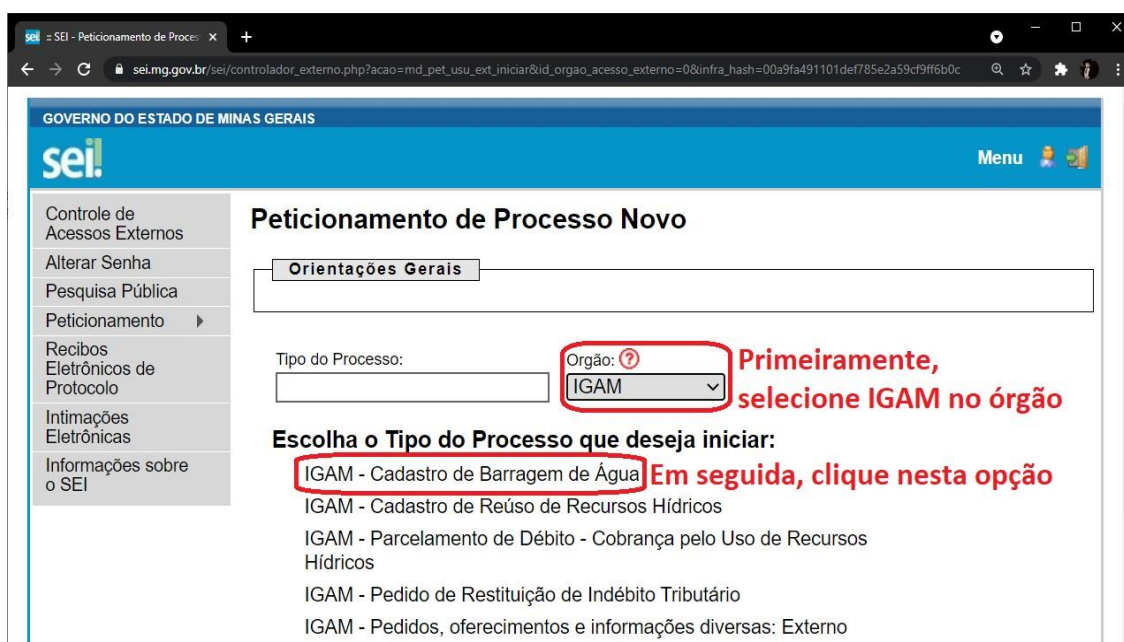 sei. :: SEI - Peticionamento de Proces
sei.mg.gov.br/sei/controlador_externo.php?acao=md_pet_usu_ext_iniciar&id_orgao_acesso_externo=0&infra_hash=00a9fa491101def785e2a59cf9ff6b0c
GOVERNO DO ESTADO DE MINAS GERAIS
sei!
Menu
Controle de
Acessos Externos
Alterar Senha
Pesquisa Pública
Peticionamento
Recibos
Eletrônicos de
Protocolo
Intimações
Eletrônicas
Informações sobre
o SEI
Peticionamento de Processo Novo
Orientações Gerais
Tipo do Processo:
Orgão: ?
IGAM
Primeiramente,
selecione IGAM no órgão
Escolha o Tipo do Processo que deseja iniciar:
IGAM - Cadastro de Barragem de Água
Em seguida, clique nesta opção
IGAM - Cadastro de Reúso de Recursos Hídricos
IGAM - Parcelamento de Débito - Cobrança pelo Uso de Recursos
Hídricos
IGAM - Pedido de Restituição de Indébito Tributário
IGAM - Pedidos, oferecimentos e informações diversas: Externo